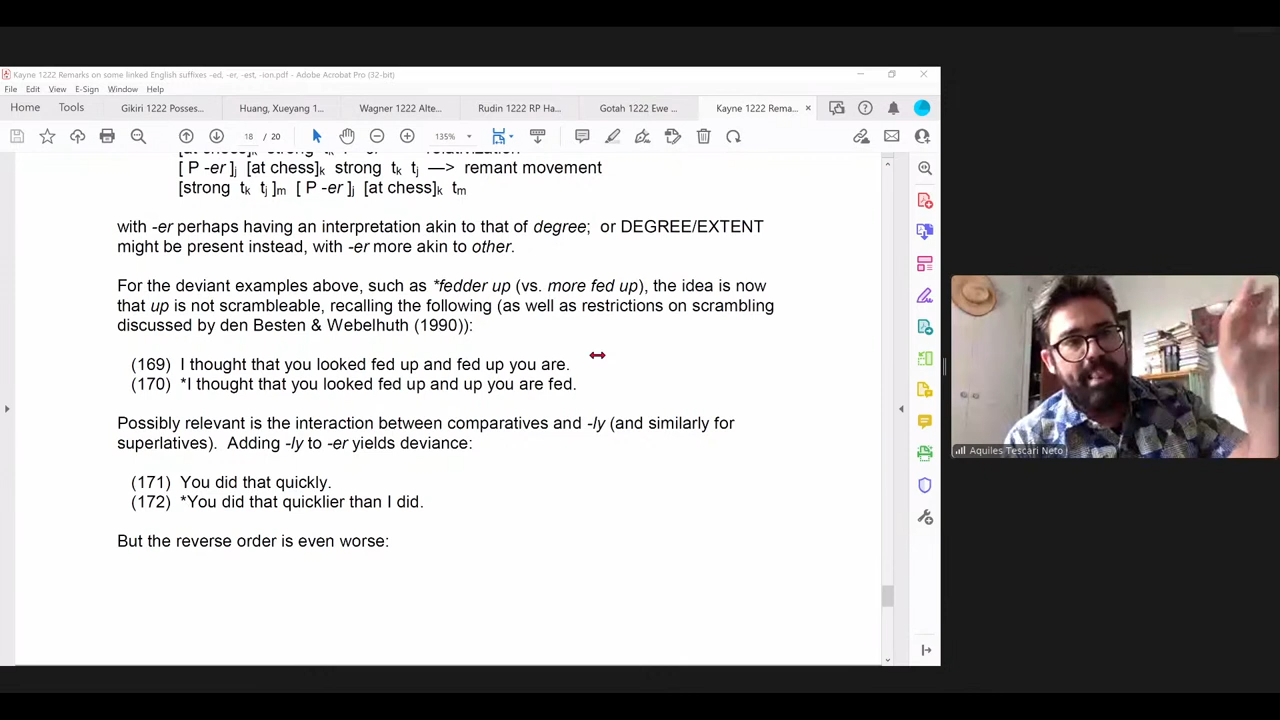 Kayne 1222 Remarks on some linked English suffixes -ed, -er, -est, -ion.pdf - Adobe Acrobat Pro (32-bit)
File Edit View E-Sign Window Help
Home Tools Gikiri 1222 Posses... Huang, Xueyang 1... Wagner 1222 Alte... Rudin 1222 RP Ha... Gotah 1222 Ewe ... Kayne 1222 Rema... ×
18 / 20 135%
[ P -er ]j [at chess]k strong tk tj —> remant movement
[strong tk tj ]m [ P -er ]j [at chess]k tm
with -er perhaps having an interpretation akin to that of degree; or DEGREE/EXTENT
might be present instead, with -er more akin to other.
For the deviant examples above, such as *fedder up (vs. more fed up), the idea is now
that up is not scrambleable, recalling the following (as well as restrictions on scrambling
discussed by den Besten & Webelhuth (1990)):
(169) I thought that you looked fed up and fed up you are.
(170) *I thought that you looked fed up and up you are fed.
Possibly relevant is the interaction between comparatives and -ly (and similarly for
superlatives). Adding -ly to -er yields deviance:
(171) You did that quickly.
(172) *You did that quicklier than I did.
But the reverse order is even worse:
Aquiles Tescari Neto